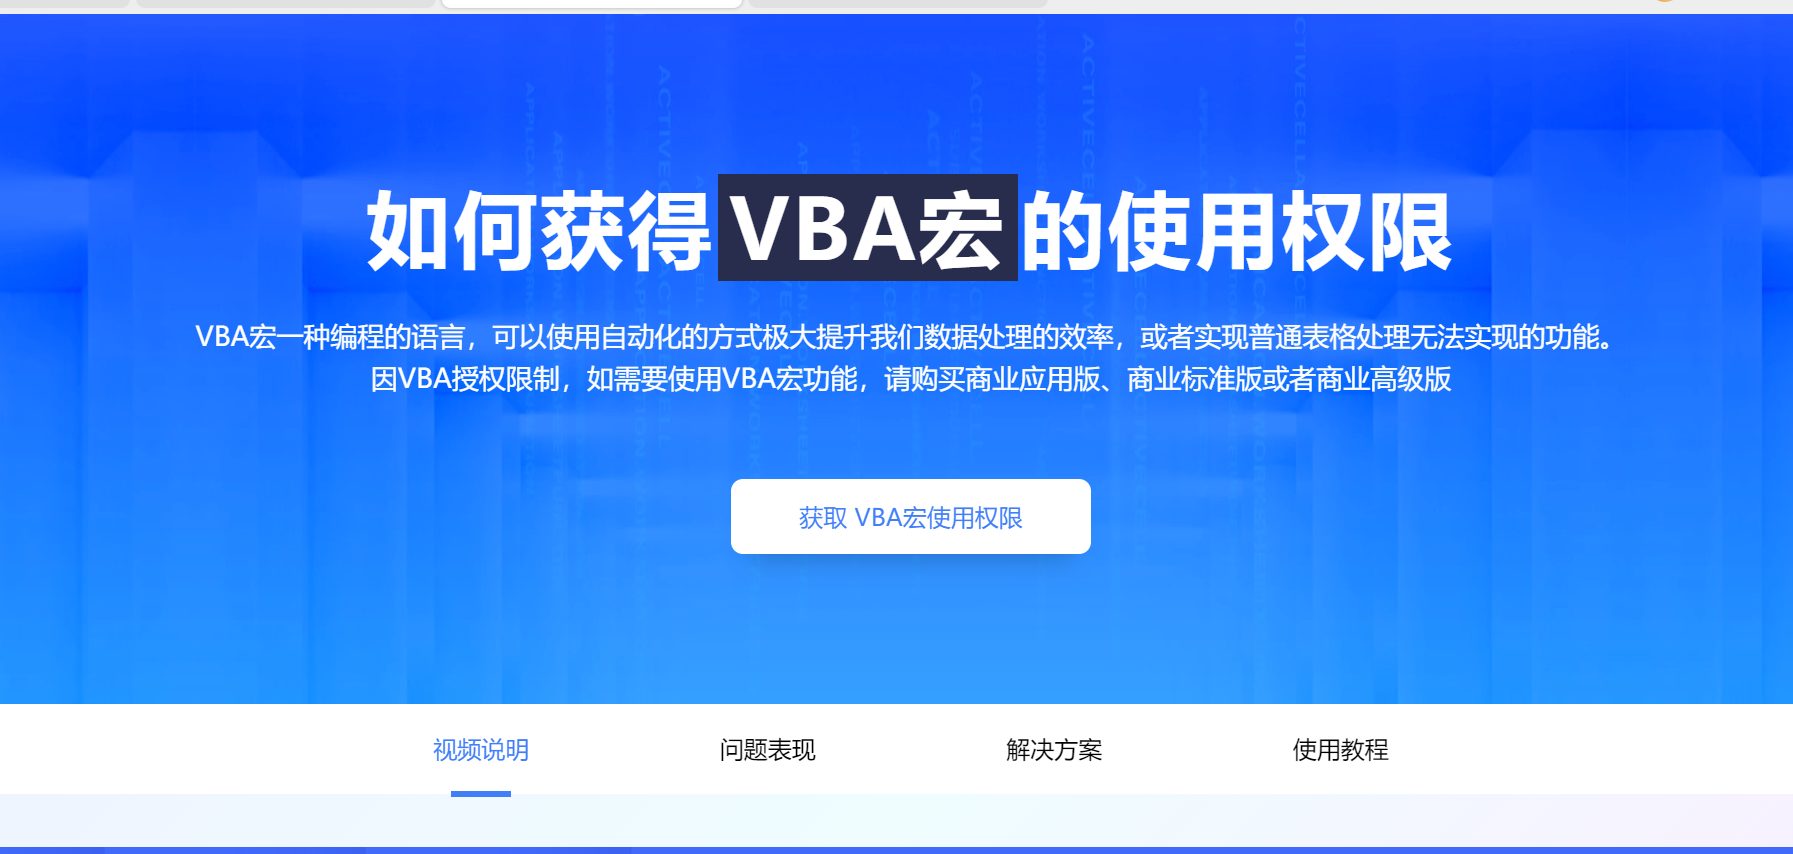 如何获得VBA宏的使用权限
VBA宏一种编程的语言，可以使用自动化的方式极大提升我们数据处理的效率，或者实现普通表格处理无法实现的功能。
因VBA授权限制，如需要使用VBA宏功能，请购买商业应用版、商业标准版或者商业高级版
获取 VBA宏使用权限
视频说明
问题表现
解决方案
使用教程